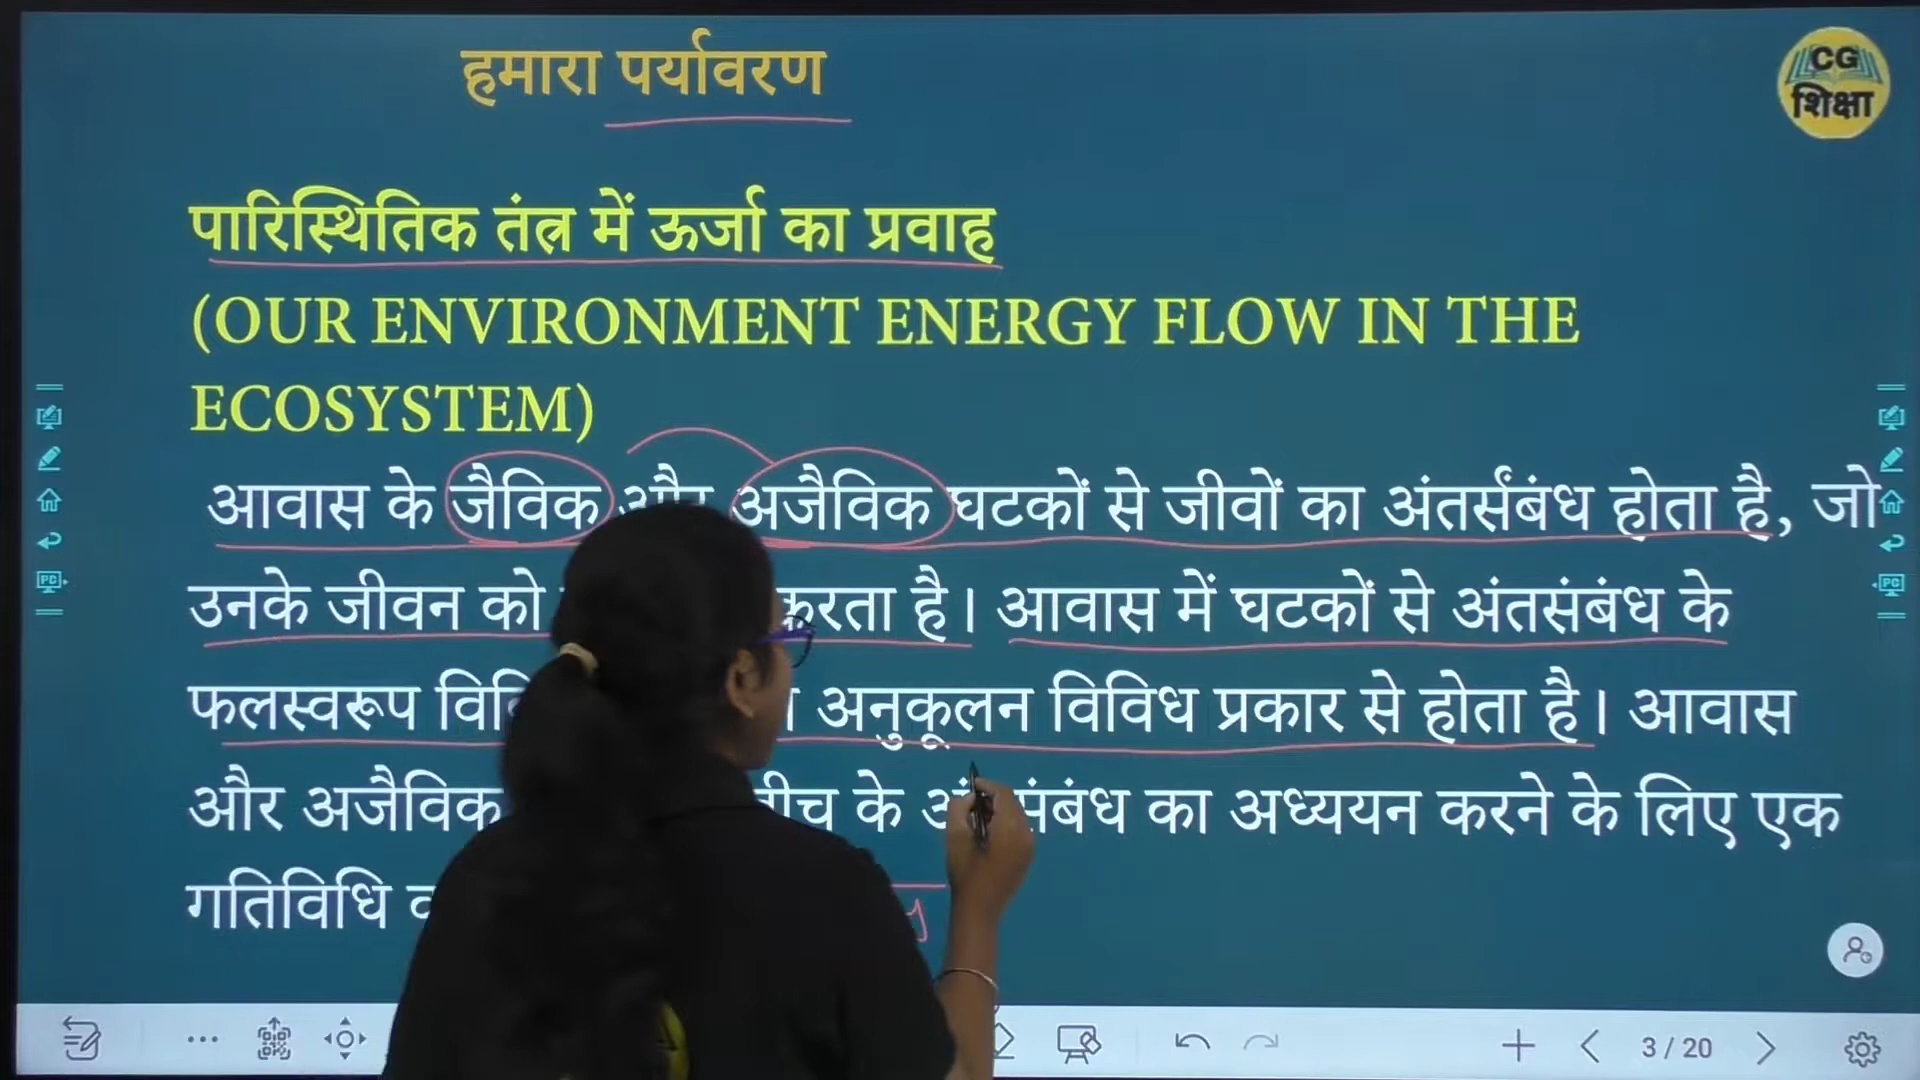 हमारा पर्यावरण
CG
शिक्षा
पारिस्थितिक तंत्र में ऊर्जा का प्रवाह
(OUR ENVIRONMENT ENERGY FLOW IN THE
ECOSYSTEM)
आवास के जैविक और अजैविक घटकों से जीवों का अंतर्संबंध होता है, जो
उनके जीवन को करता है। आवास में घटकों से अंतसंबंध के
फलस्वरूप अनुकूलन विविध प्रकार से होता है। आवास
और अजैविक बीच के का अध्ययन करने के लिए एक
गतिविधि
PC
PC
3 / 20